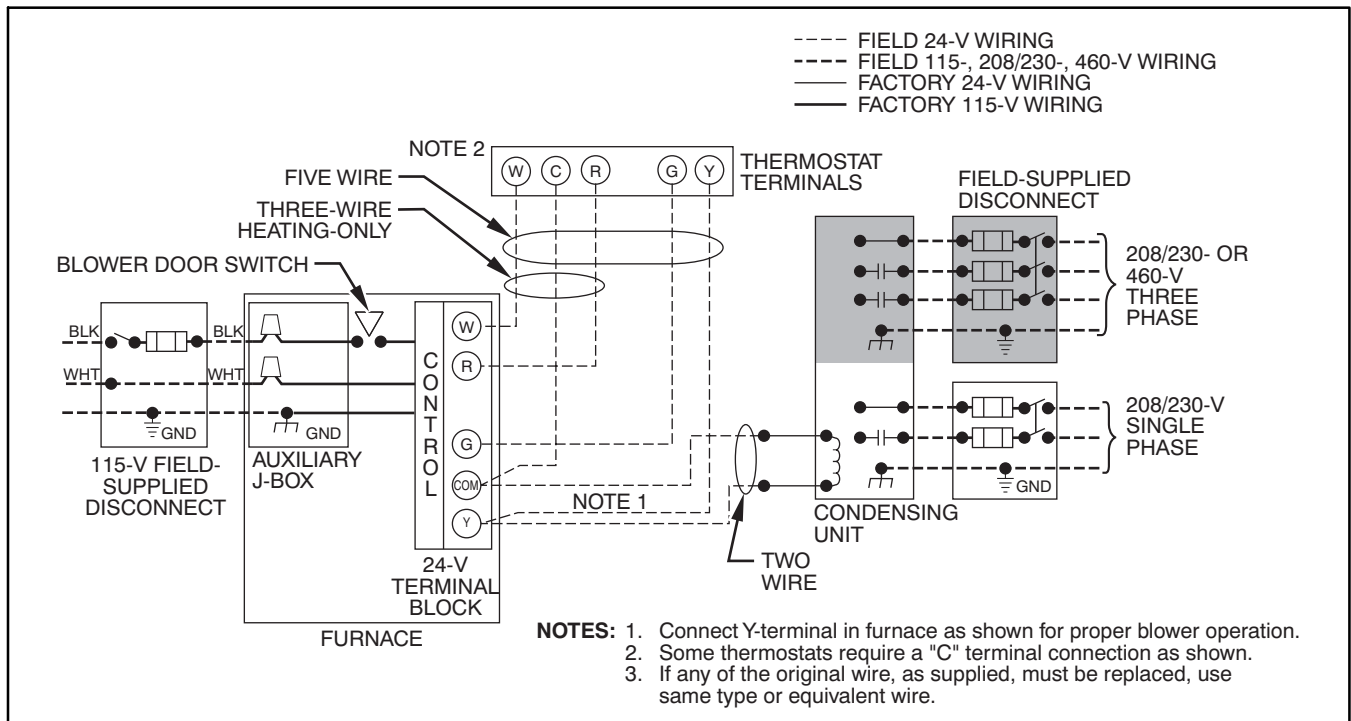 FIELD 24-V WIRING
FIELD 115-, 208/230-, 460-V WIRING
FACTORY 24-V WIRING
FACTORY 115-V WIRING
NOTE 2
W C R G Y
THERMOSTAT
TERMINALS
FIVE WIRE
THREE-WIRE
HEATING-ONLY
BLOWER DOOR SWITCH
FIELD-SUPPLIED
DISCONNECT
208/230- OR
460-V
THREE
PHASE
BLK
BLK
WHT
WHT
GND
GND
115-V FIELD-
SUPPLIED
DISCONNECT
AUXILIARY
J-BOX
CONTROL
W
R
G
COM
Y
24-V
TERMINAL
BLOCK
FURNACE
NOTE 1
TWO
WIRE
CONDENSING
UNIT
GND
208/230-V
SINGLE
PHASE
NOTES: 1. Connect Y-terminal in furnace as shown for proper blower operation.
2. Some thermostats require a "C" terminal connection as shown.
3. If any of the original wire, as supplied, must be replaced, use
same type or equivalent wire.